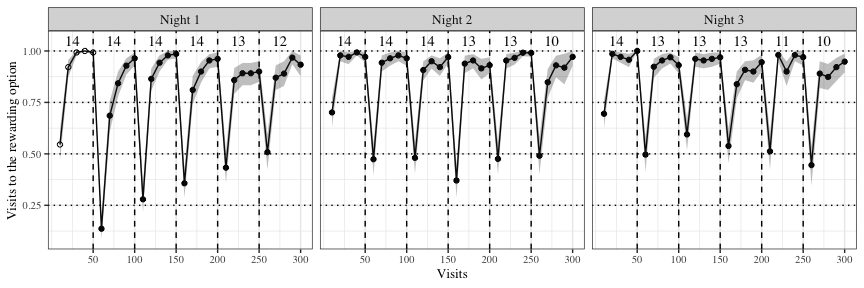 Night 1 Night 2 Night 3
14 14 14 14 13 12 14 14 14 13 13 10 14 13 13 13 11 10
1.00
0.75
0.50
0.25
Visits to the rewarding option
50 100 150 200 250 300 50 100 150 200 250 300 50 100 150 200 250 300
Visits